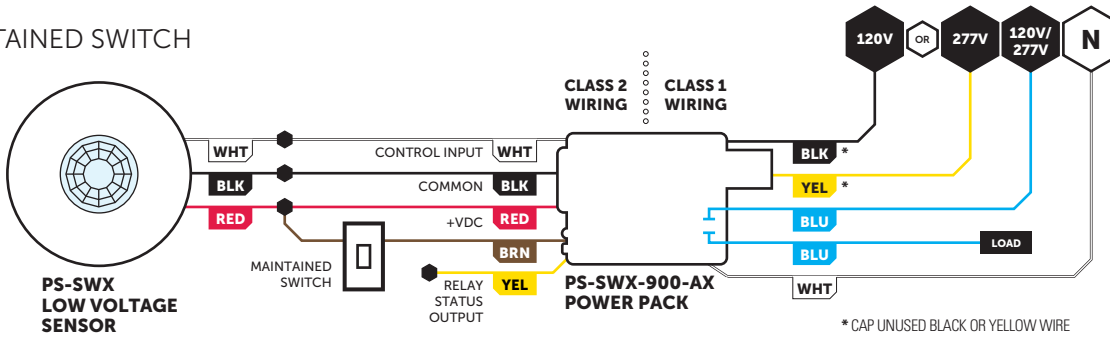 TAINED SWITCH
120V
OR
277V
120V/
277V
N
CLASS 2
WIRING
CLASS 1
WIRING
WHT
CONTROL INPUT
WHT
BLK *
BLK
COMMON
BLK
YEL *
RED
+VDC
RED
BLU
BRN
BLU
LOAD
MAINTAINED
SWITCH
RELAY
STATUS
OUTPUT
YEL
WHT
PS-SWX
LOW VOLTAGE
SENSOR
PS-SWX-900-AX
POWER PACK
* CAP UNUSED BLACK OR YELLOW WIRE